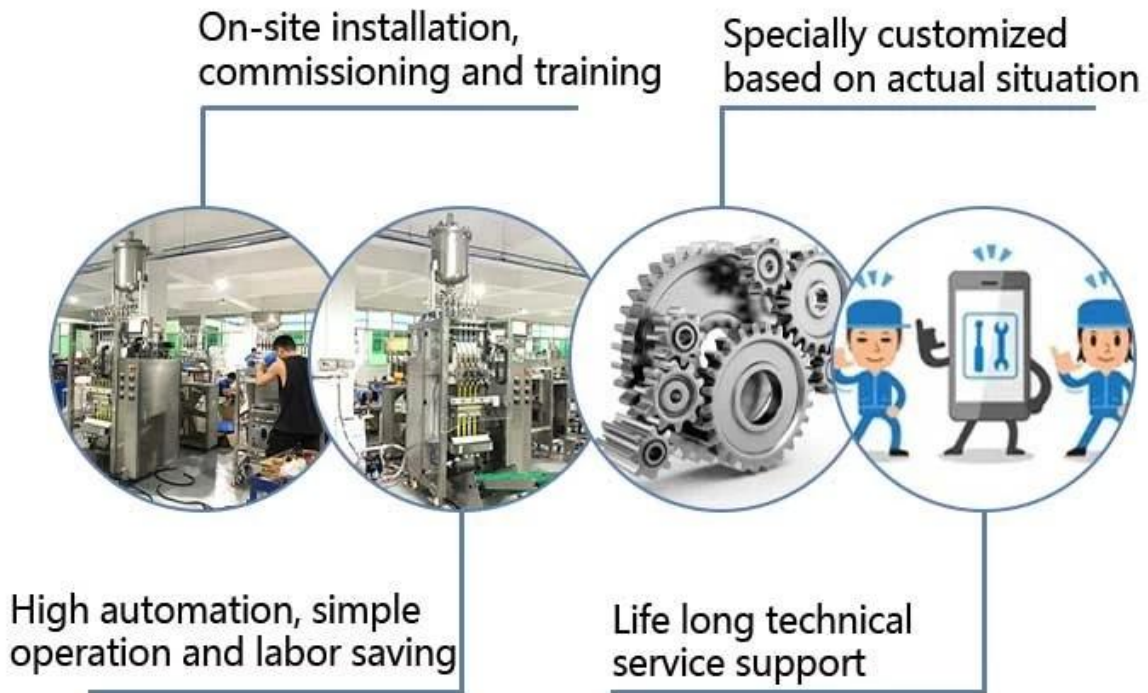 On-site installation,
commissioning and training
Specially customized
based on actual situation
High automation, simple
operation and labor saving
Life long technical
service support